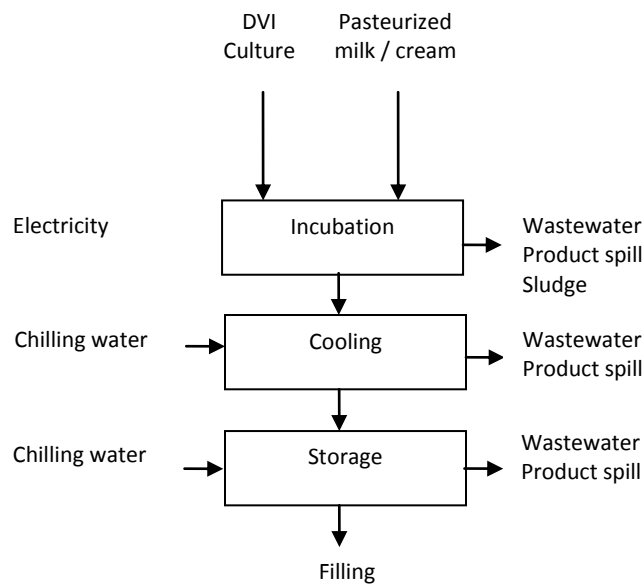 DVI
Culture
Pasteurized
milk / cream
Electricity
Incubation
Wastewater
Product spill
Sludge
Chilling water
Cooling
Wastewater
Product spill
Chilling water
Storage
Wastewater
Product spill
Filling